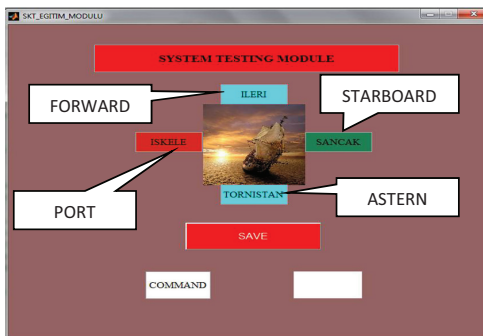 SKT_EGITIM_MODULU
SYSTEM TESTING MODULE
ILERI
FORWARD
STARBOARD
ISKELE
SANCAK
PORT
TORNISTAN
ASTERN
SAVE
COMMAND